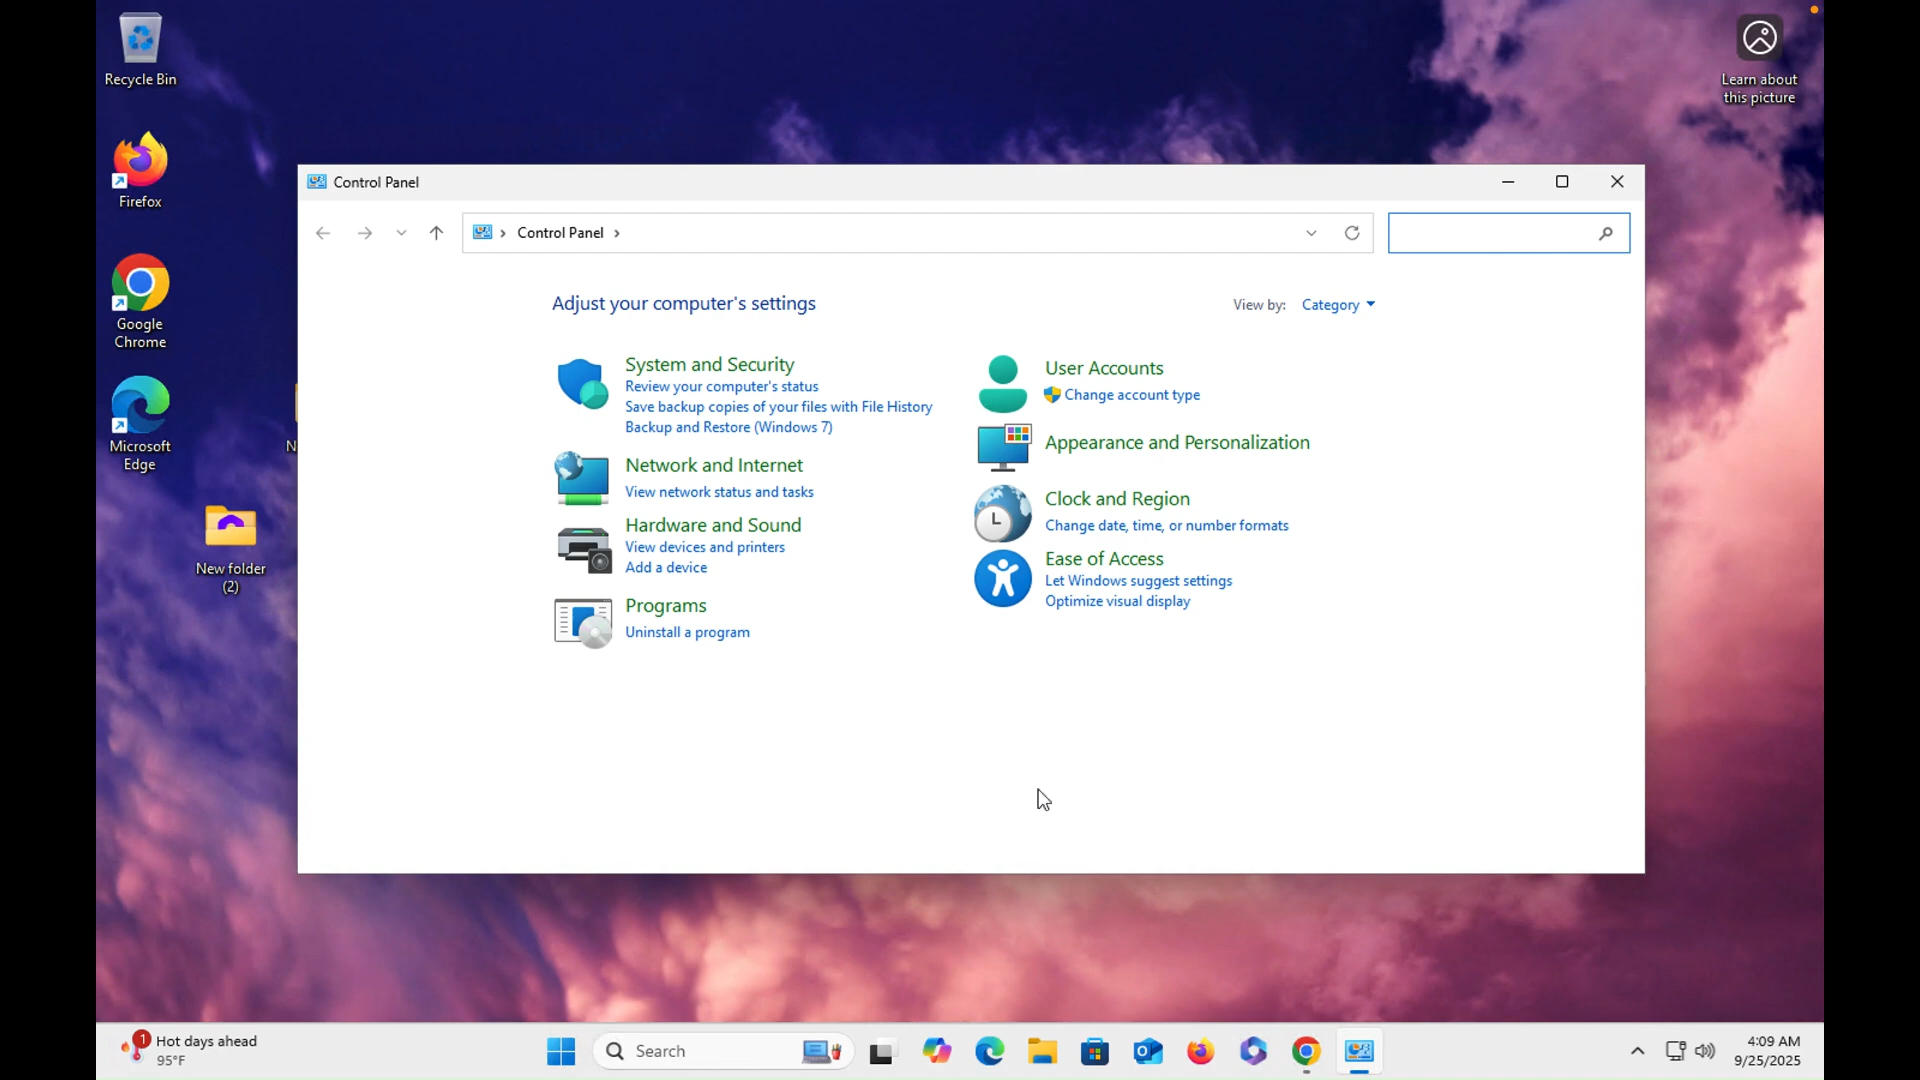 Recycle Bin
Learn about
this picture
Firefox
Google
Chrome
Microsoft
Edge
N
New folder
(2)
Control Panel
Control Panel
Adjust your computer's settings
View by: Category
System and Security
Review your computer's status
Save backup copies of your files with File History
Backup and Restore (Windows 7)
Network and Internet
View network status and tasks
Hardware and Sound
View devices and printers
Add a device
Programs
Uninstall a program
User Accounts
Change account type
Appearance and Personalization
Clock and Region
Change date, time, or number formats
Ease of Access
Let Windows suggest settings
Optimize visual display
1
Hot days ahead
95°F
Search
4:09 AM
9/25/2025